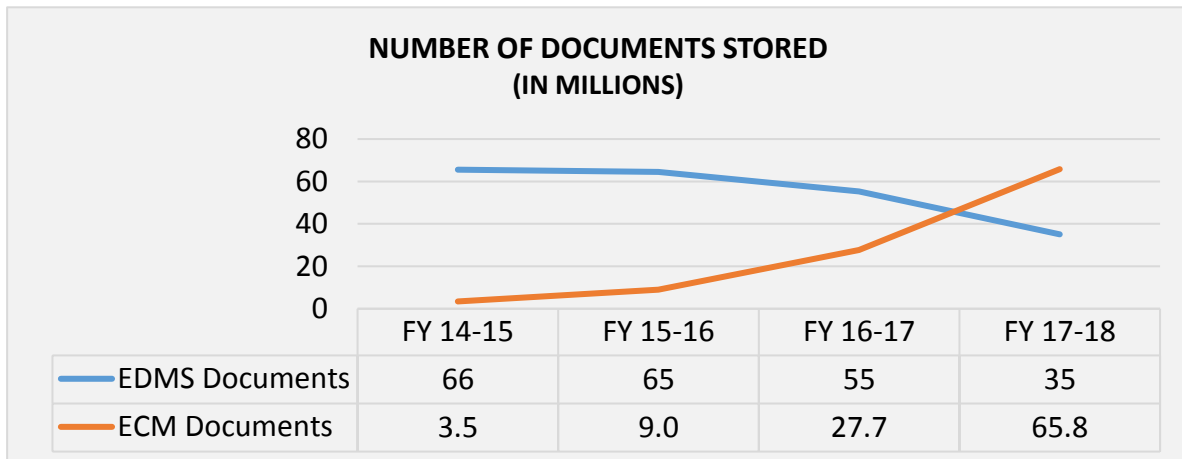 NUMBER OF DOCUMENTS STORED
(IN MILLIONS)
80
60
40
20
0
FY 14-15 FY 15-16 FY 16-17 FY 17-18
EDMS Documents 66 65 55 35
ECM Documents 3.5 9.0 27.7 65.8